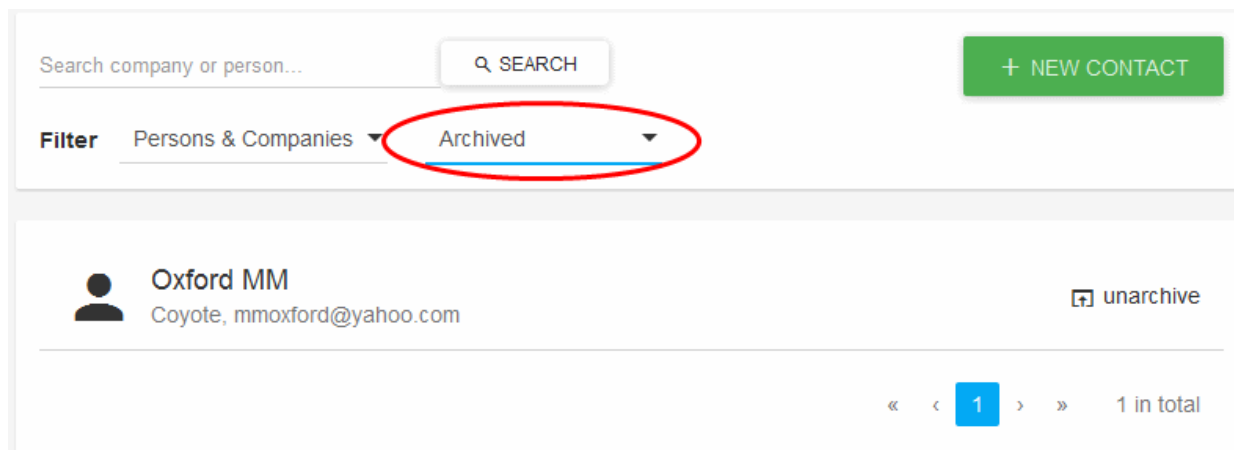 Search company or person... SEARCH + NEW CONTACT
Filter Persons & Companies Archived
Oxford MM
Coyote, mmoxford@yahoo.com unarchive
« ‹ 1 › » 1 in total